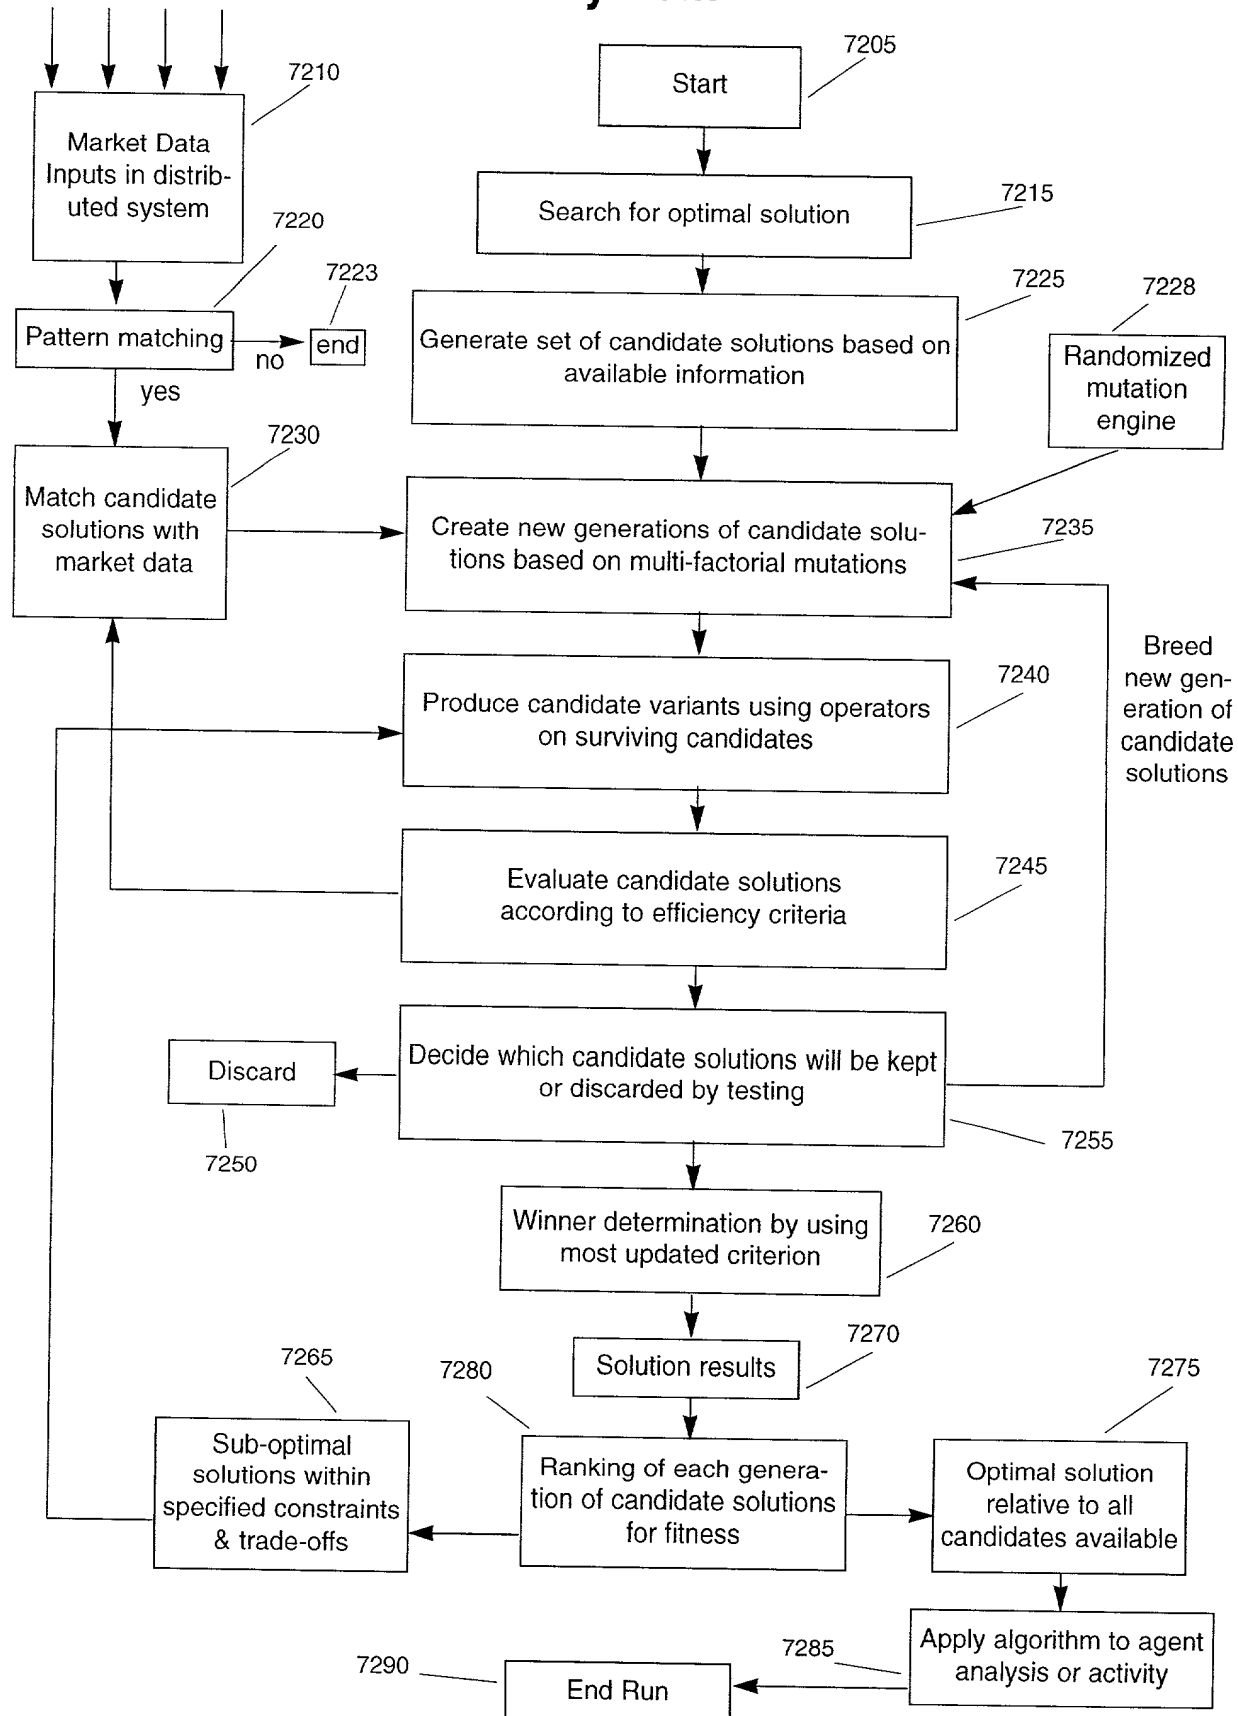 7210
Market Data
Inputs in distrib-
uted system
7205
Start
7215
Search for optimal solution
7220
Pattern matching
no
7223
end
yes
7225
Generate set of candidate solutions based on
available information
7228
Randomized
mutation
engine
7230
Match candidate
solutions with
market data
7235
Create new generations of candidate solu-
tions based on multi-factorial mutations
Breed
new gen-
eration of
candidate
solutions
7240
Produce candidate variants using operators
on surviving candidates
7245
Evaluate candidate solutions
according to efficiency criteria
Discard
7250
Decide which candidate solutions will be kept
or discarded by testing
7255
Winner determination by using
most updated criterion
7260
Solution results
7270
7265
Sub-optimal
solutions within
specified constraints
& trade-offs
7280
Ranking of each genera-
tion of candidate solutions
for fitness
7275
Optimal solution
relative to all
candidates available
7285
Apply algorithm to agent
analysis or activity
7290
End Run